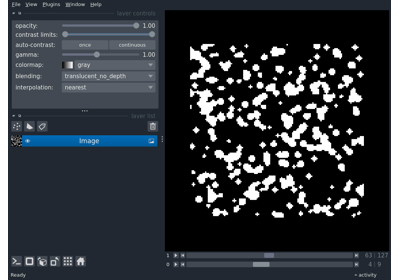 File View Plugins Window Help
layer controls
opacity: 1.00
contrast limits:
auto-contrast: once continuous
gamma: 1.00
colormap: gray
blending: translucent_no_depth
interpolation: nearest
layer list
Image
1 63 127
0 4 9
Ready activity